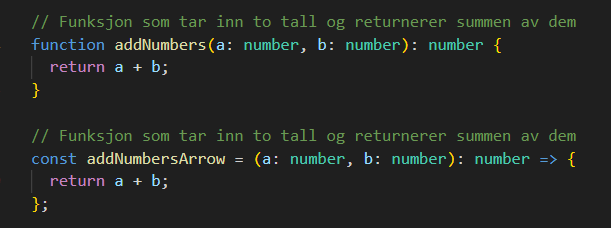 // Funksjon som tar inn to tall og returnerer summen av dem
function addNumbers(a: number, b: number): number {
  return a + b;
}

// Funksjon som tar inn to tall og returnerer summen av dem
const addNumbersArrow = (a: number, b: number): number => {
  return a + b;
};